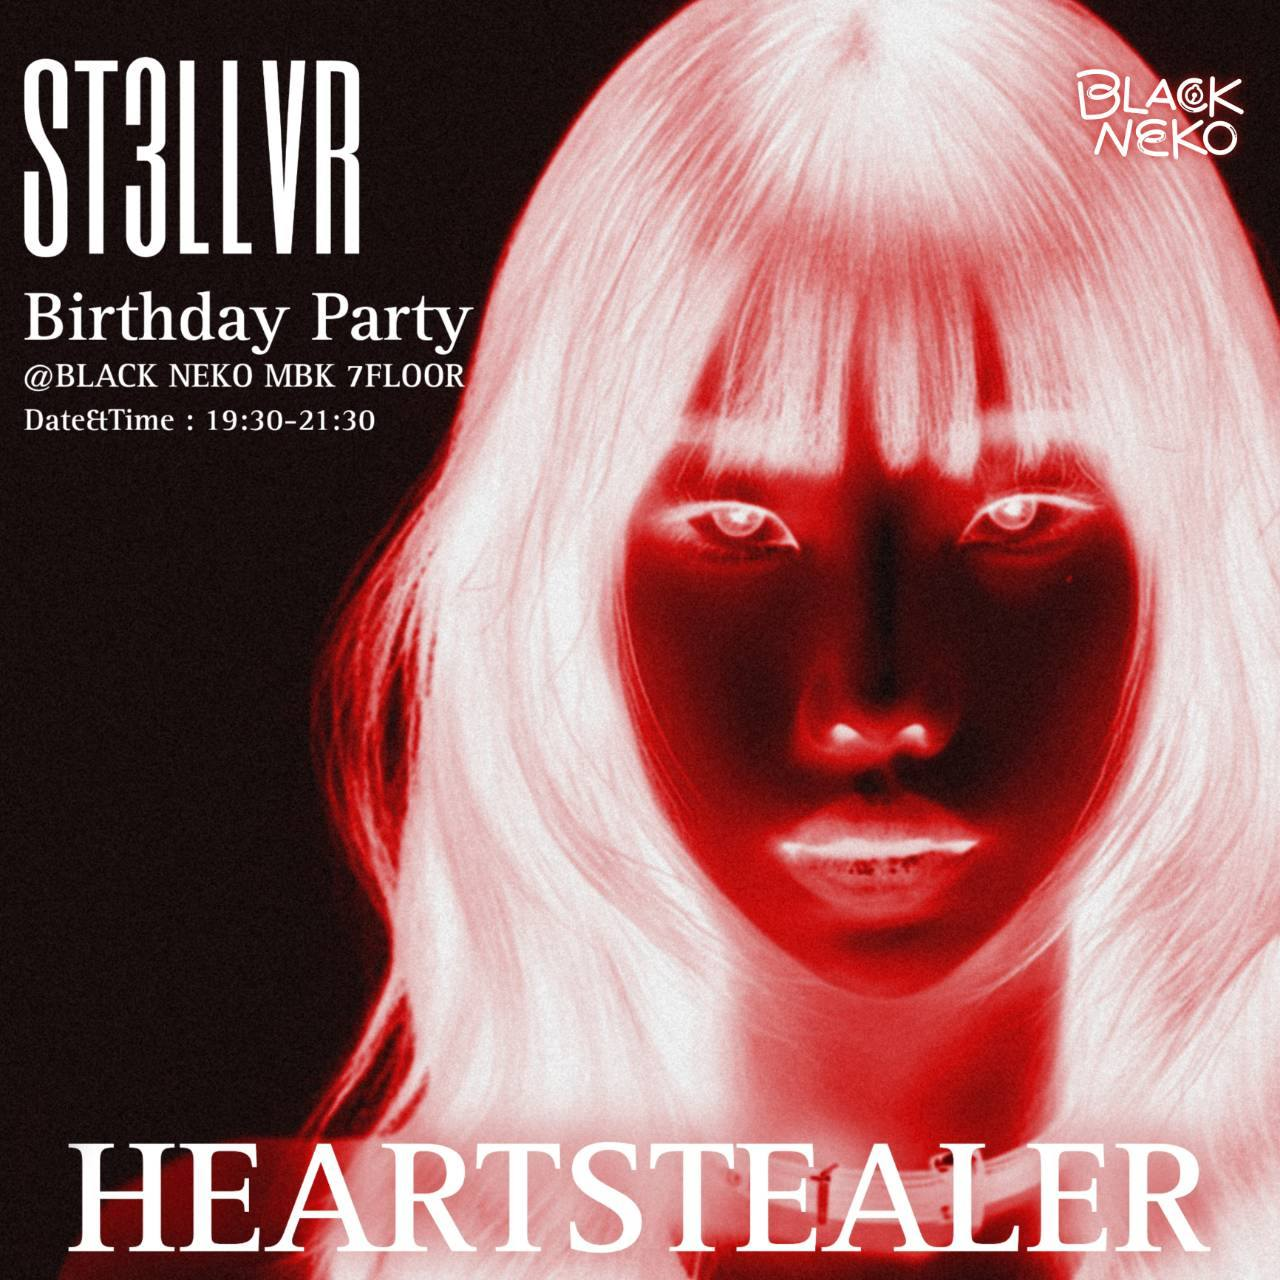 ST3LLVR
BLACK
NEKO
Birthday Party
@BLACK NEKO MBK 7FLOOR
Date&Time : 19:30-21:30
HEARTSTEALER